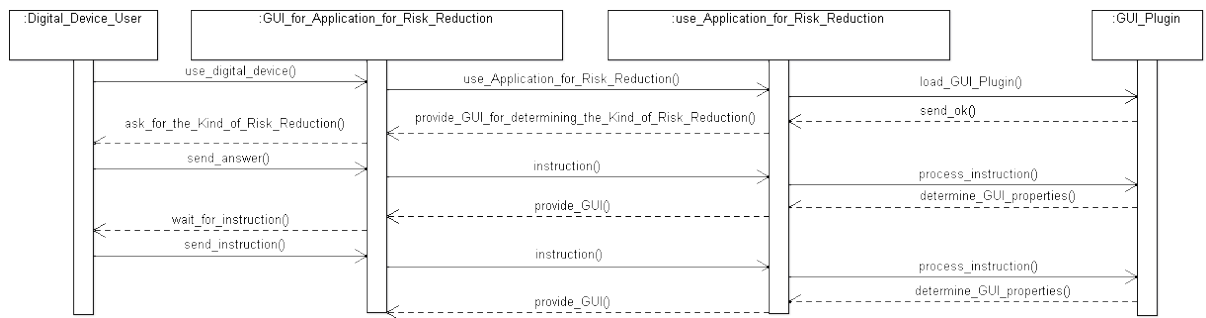 :Digital_Device_User
:GUI_for_Application_for_Risk_Reduction
:use_Application_for_Risk_Reduction
:GUI_Plugin
use_digital_device()
use_Application_for_Risk_Reduction()
load_GUI_Plugin()
send_ok()
provide_GUI_for_determining_the_Kind_of_Risk_Reduction()
ask_for_the_Kind_of_Risk_Reduction()
send_answer()
instruction()
process_instruction()
determine_GUI_properties()
provide_GUI()
wait_for_instruction()
send_instruction()
instruction()
process_instruction()
determine_GUI_properties()
provide_GUI()